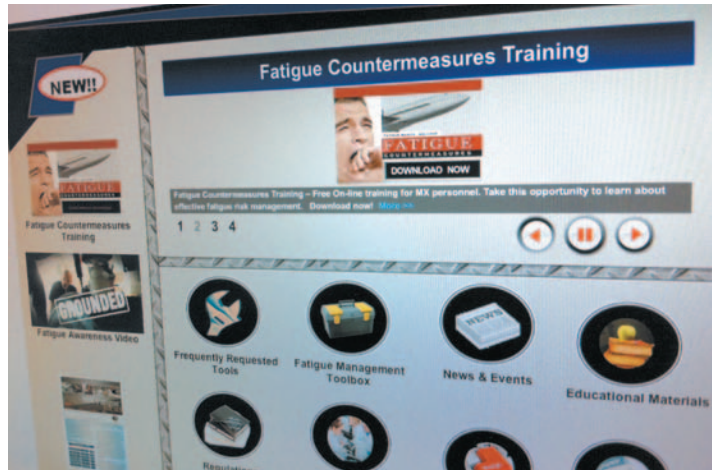 NEW!!
Fatigue Countermeasures Training
FATIGUE
COUNTERMEASURES
DOWNLOAD NOW
Fatigue Countermeasures Training – Free On-line training for MX personnel. Take this opportunity to learn about
effective fatigue risk management. Download now! More >>
1 2 3 4
FATIGUE
Fatigue Countermeasures
Training
GROUNDED
Fatigue Awareness Video
Frequently Requested
Tools
Fatigue Management
Toolbox
NEWS
News & Events
Educational Materials